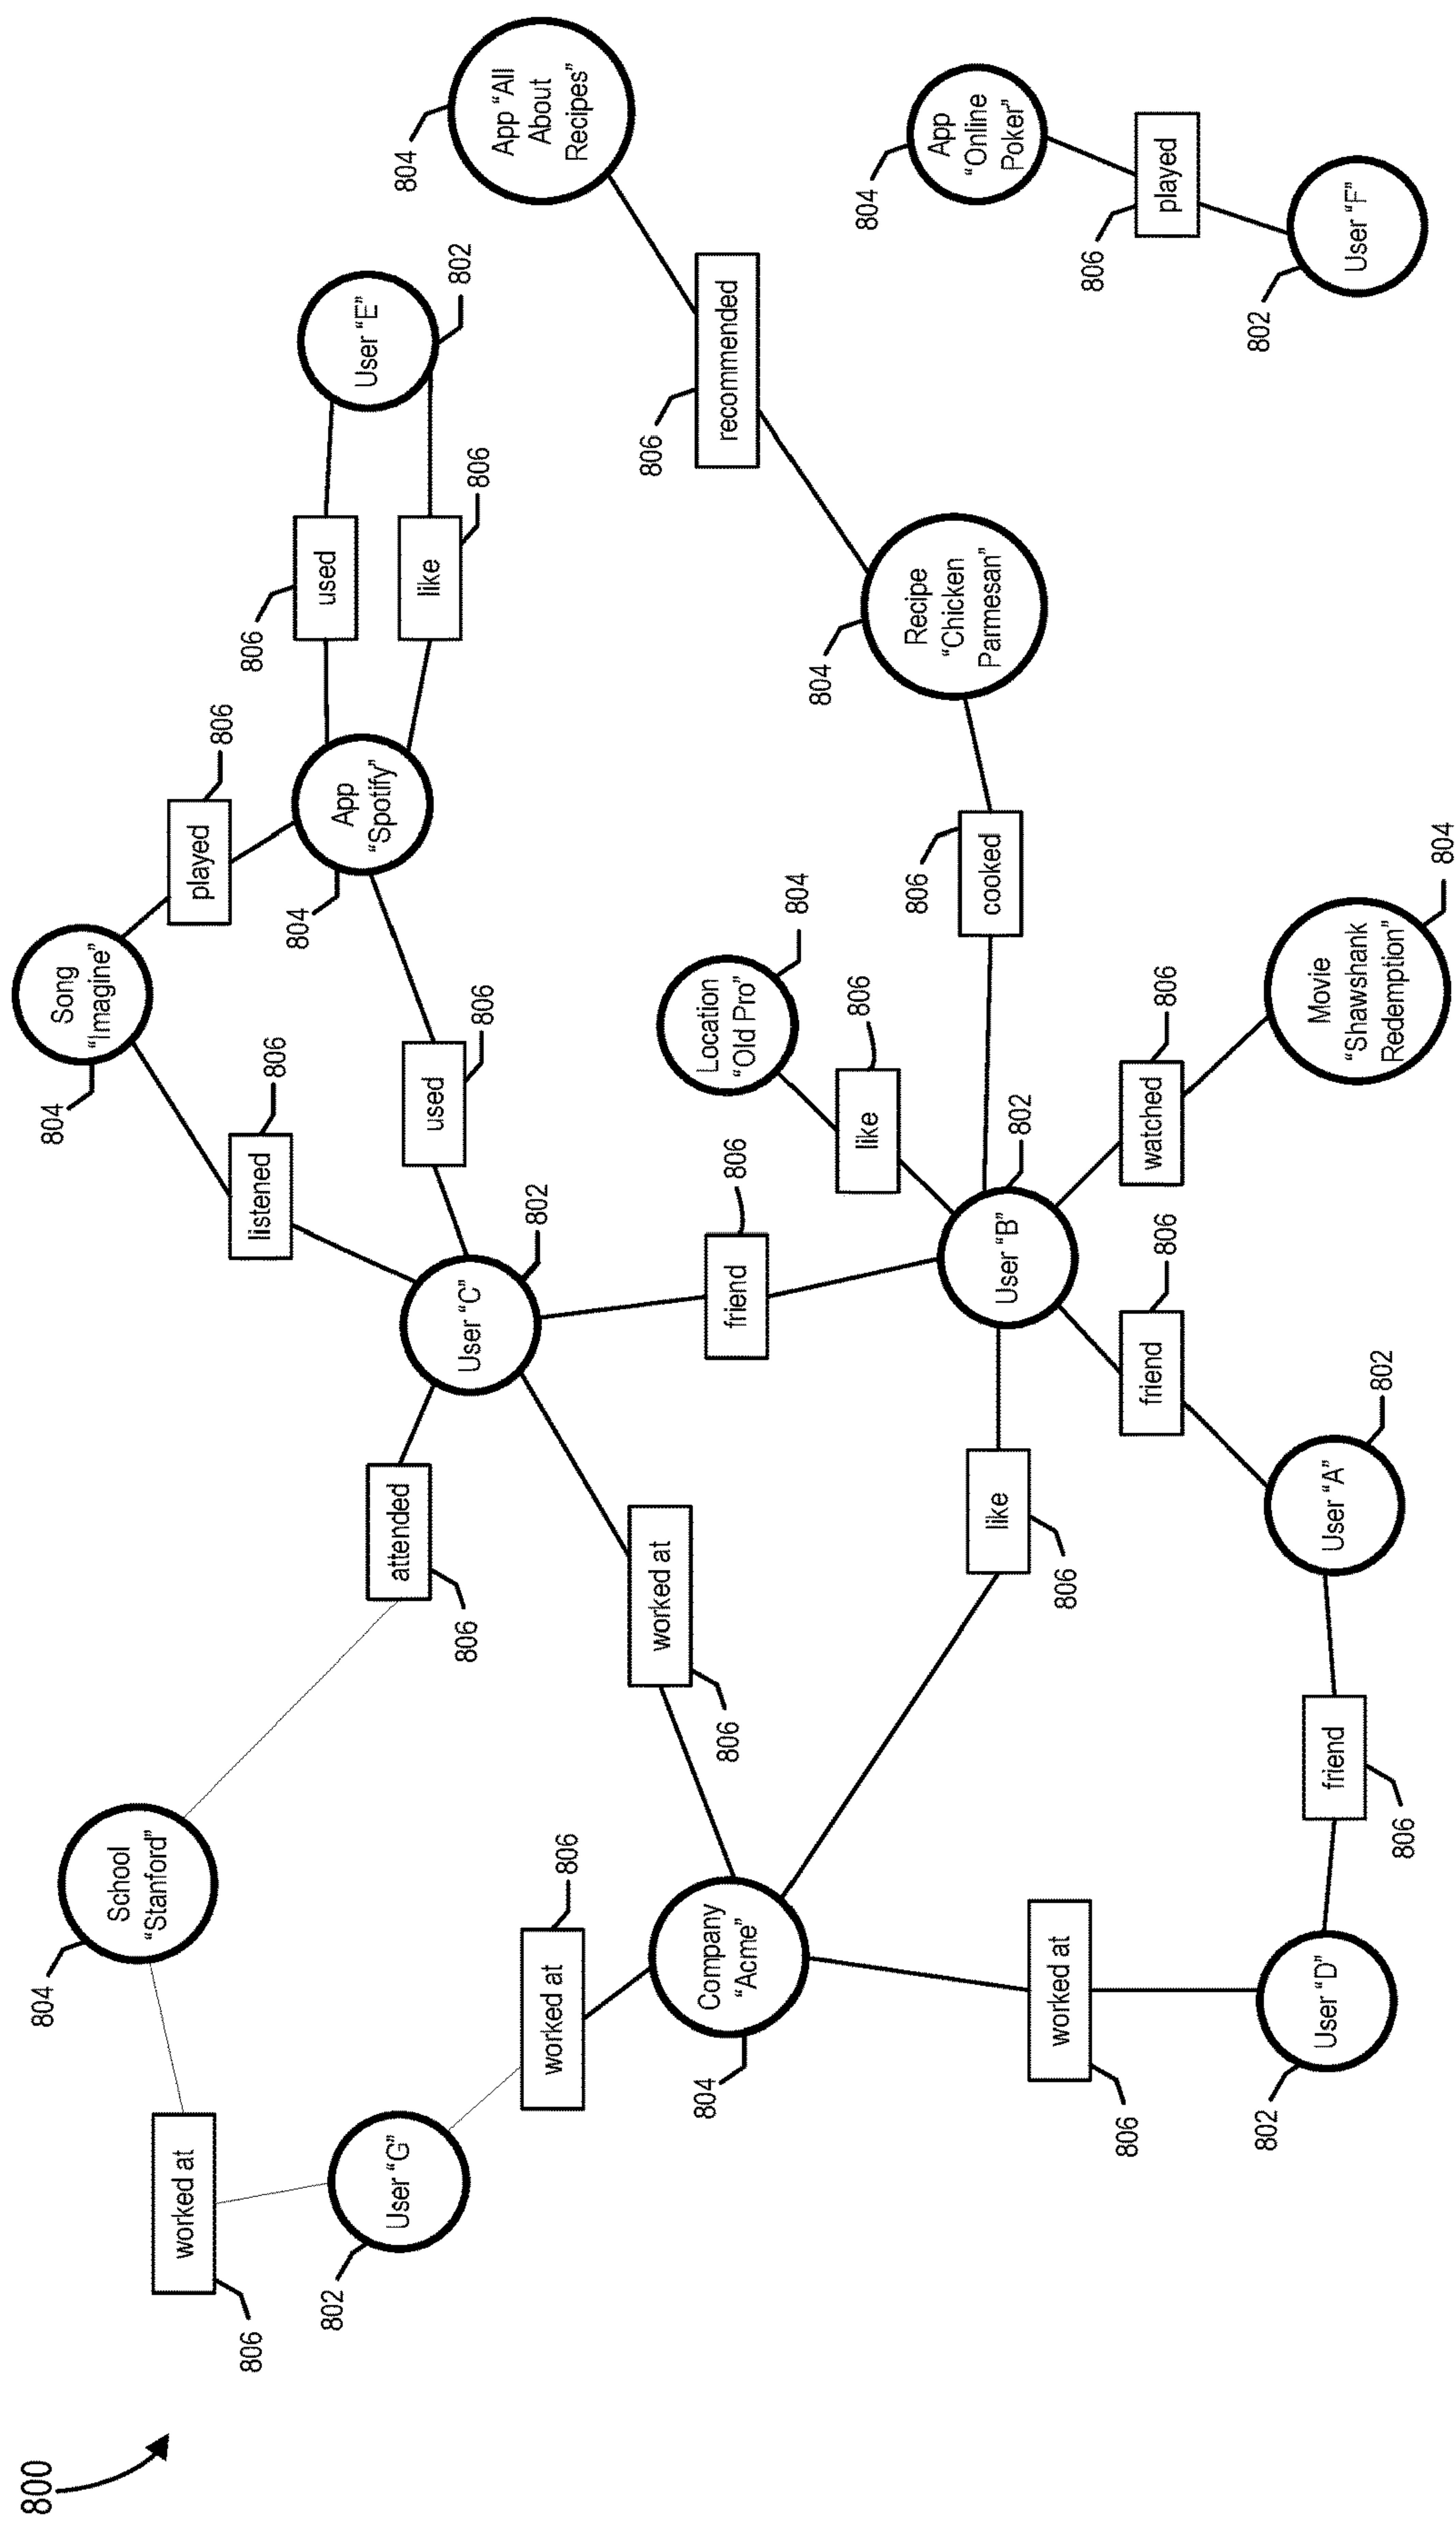 800
804
School
“Stanford”
worked at
806
804
Song
“Imagine”
played
806
listened
806
802
User “G”
attended
806
804
App
“Spotify”
used
806
like
806
User “E”
802
User “C”
802
used
806
804
App “All
About
Recipes”
worked at
806
worked at
806
804
Company
“Acme”
friend
806
Location
“Old Pro”
804
806
recommended
like
806
like
806
User “B”
802
806
cooked
804
Recipe
“Chicken
Parmesan”
804
App
“Online
Poker”
worked at
806
friend
806
watched
806
806
played
802
User “D”
friend
806
User “A”
802
Movie
“Shawshank
Redemption”
804
802
User “F”